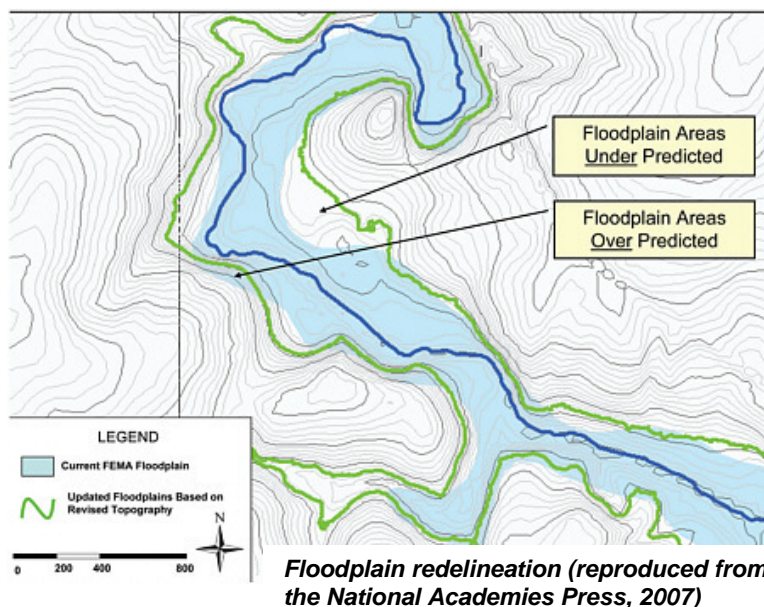 Floodplain Areas
Under Predicted
Floodplain Areas
Over Predicted
LEGEND
Current FEMA Floodplain
Updated Floodplains Based on
Revised Topography
N
0 200 400 800
Floodplain redelineation (reproduced from
the National Academies Press, 2007)